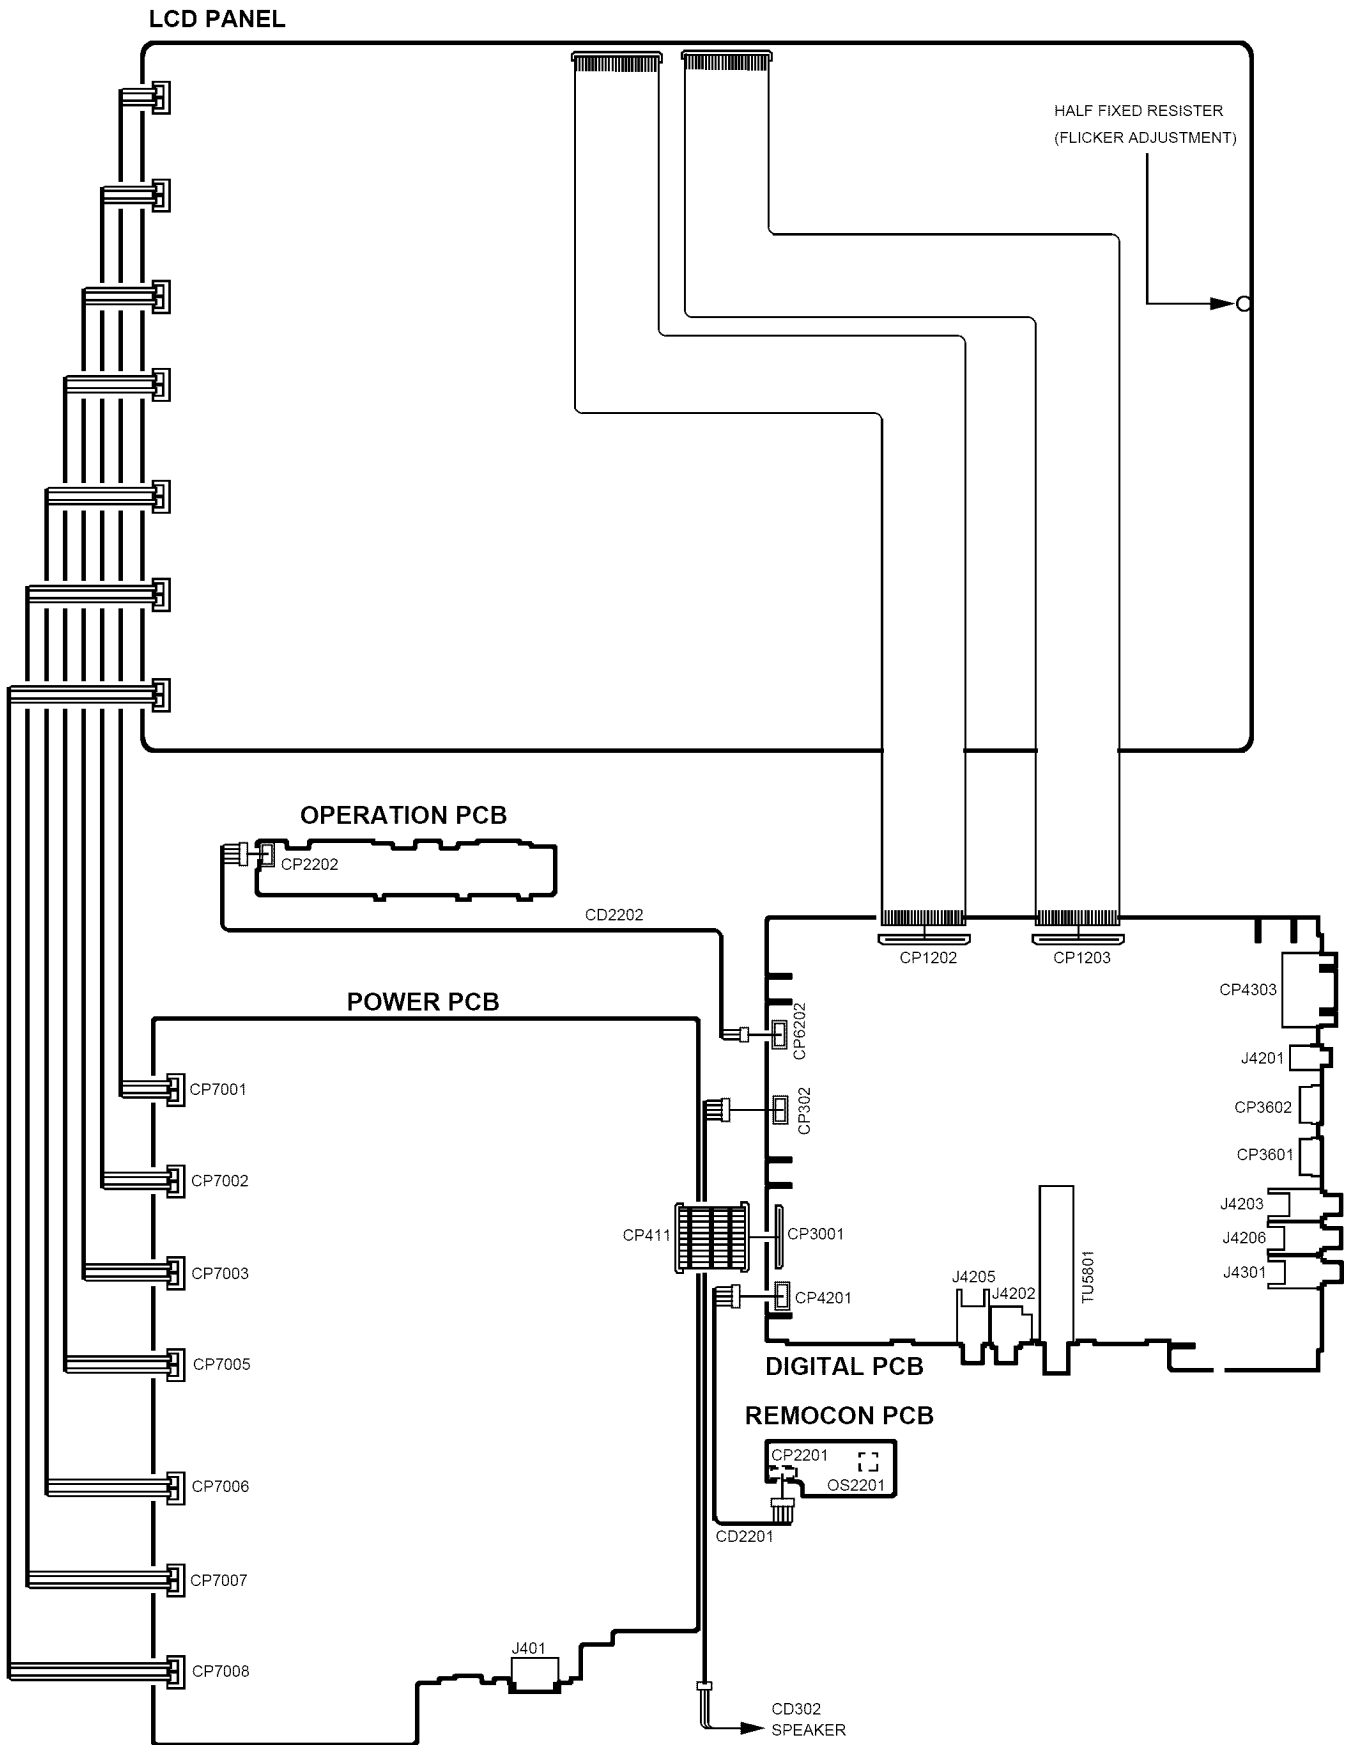 LCD PANEL
HALF FIXED RESISTER
(FLICKER ADJUSTMENT)
OPERATION PCB
CP2202
CD2202
CP1202
CP1203
CP4303
POWER PCB
CP6202
J4201
CP7001
CP302
CP3602
CP3601
CP7002
J4203
CP411
CP3001
J4206
CP7003
J4301
J4205
TU5801
J4202
CP4201
CP7005
DIGITAL PCB
REMOCON PCB
CP2201
OS2201
CP7006
CD2201
CP7007
J401
CP7008
CD302
SPEAKER